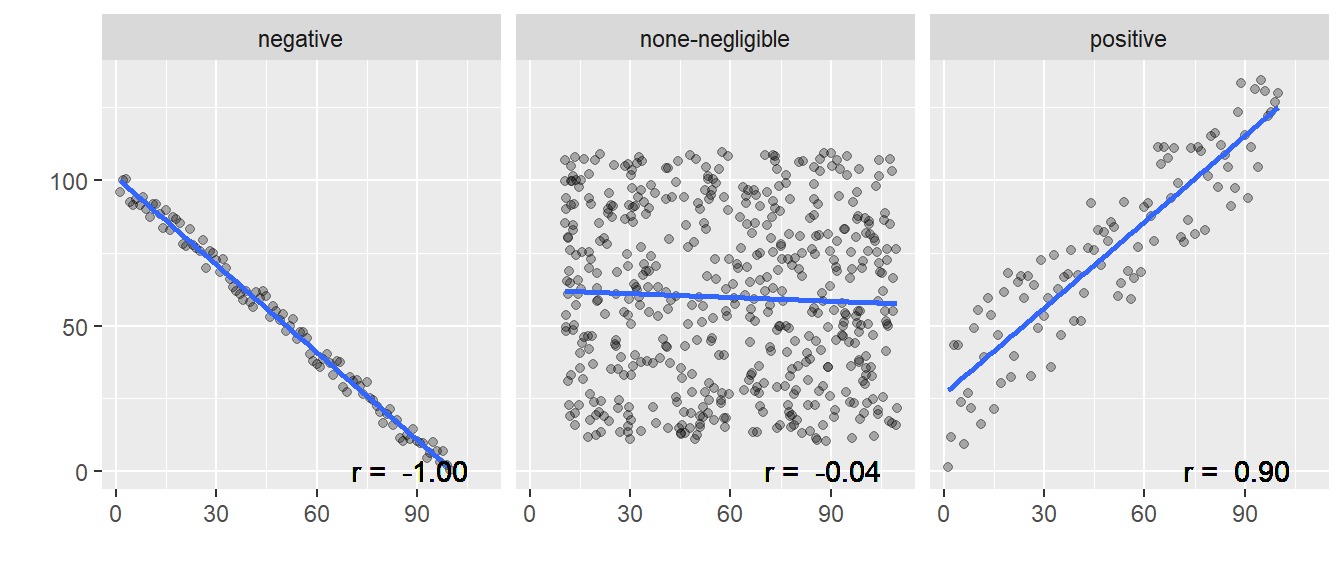 negative none-negligible positive
100
50
0
r = -1.00 r = -0.04 r = 0.90
0 30 60 90 0 30 60 90 0 30 60 90